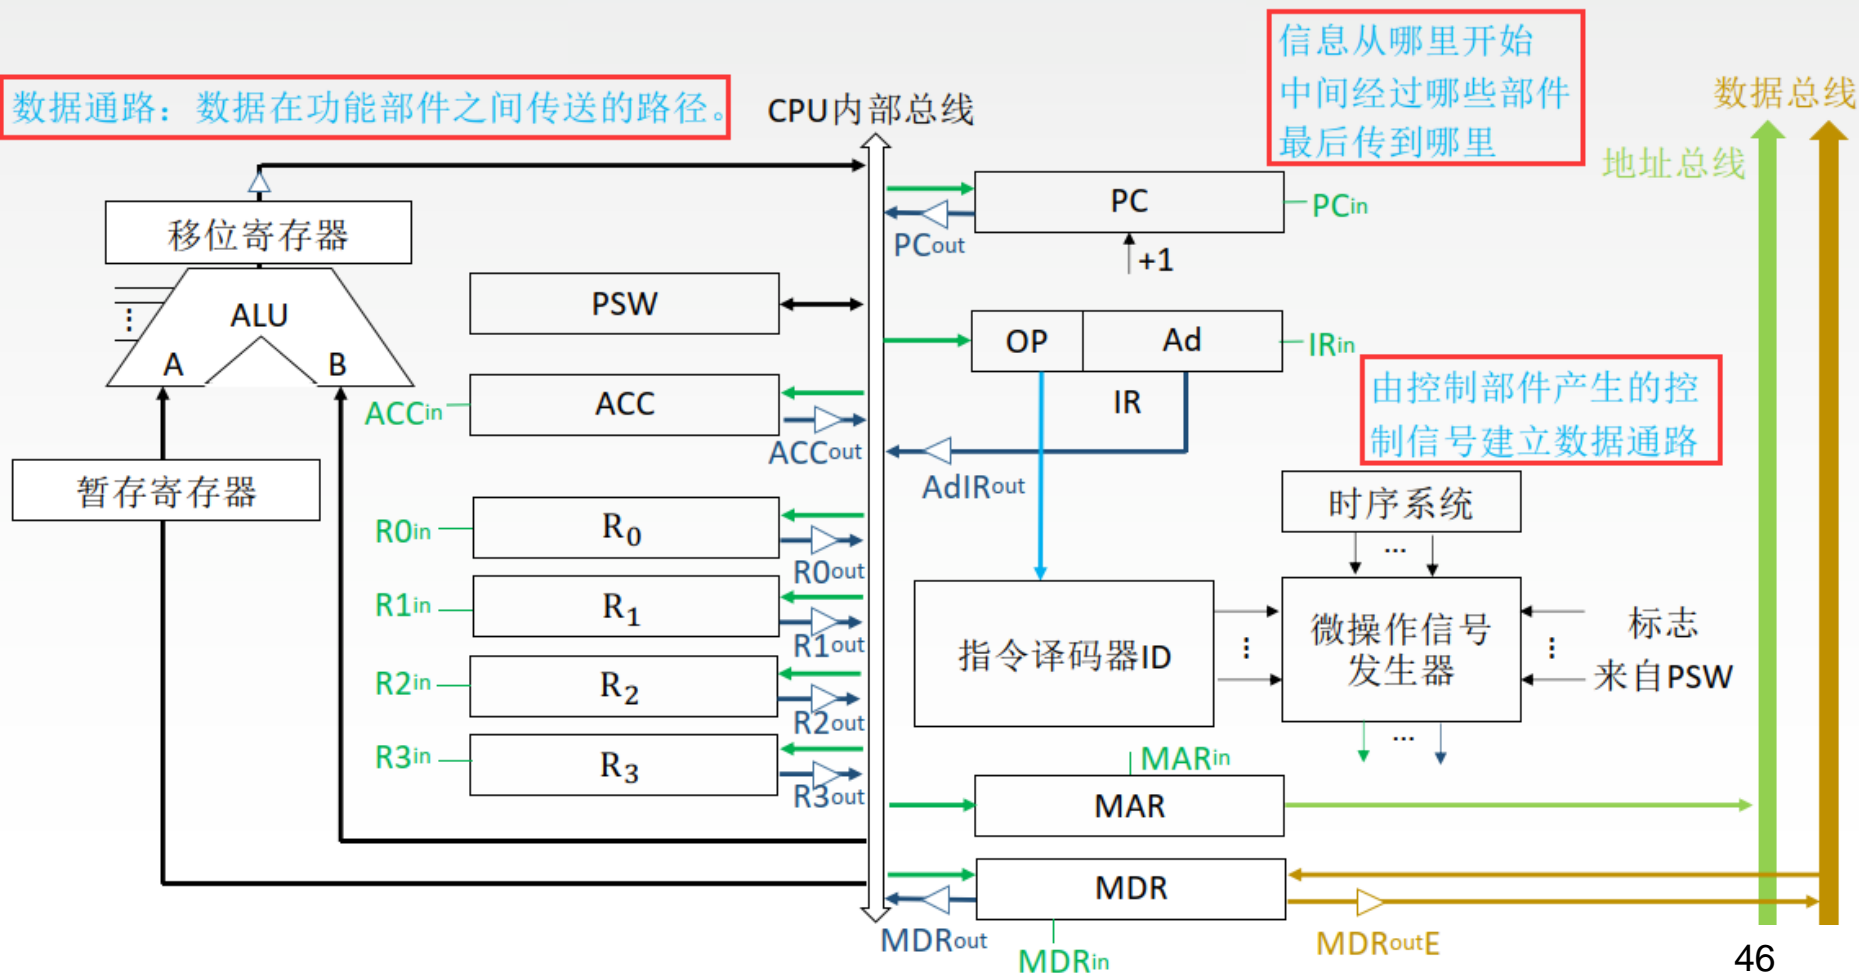 信息从哪里开始
中间经过哪些部件
最后传到哪里
数据通路：数据在功能部件之间传送的路径。
CPU内部总线
数据总线
地址总线
移位寄存器
PC
PCin
PCout
+1
ALU
A
B
PSW
OP
Ad
IRin
IR
ACCin
ACC
ACCout
AdIRout
由控制部件产生的控
制信号建立数据通路
暂存寄存器
时序系统
...
R0in
R₀
R0out
R1in
R₁
R1out
指令译码器ID
⋮
微操作信号
发生器
⋮
标志
来自PSW
R2in
R₂
R2out
...
R3in
R₃
R3out
MARin
MAR
MDR
MDRout
MDRin
MDRoutE
46